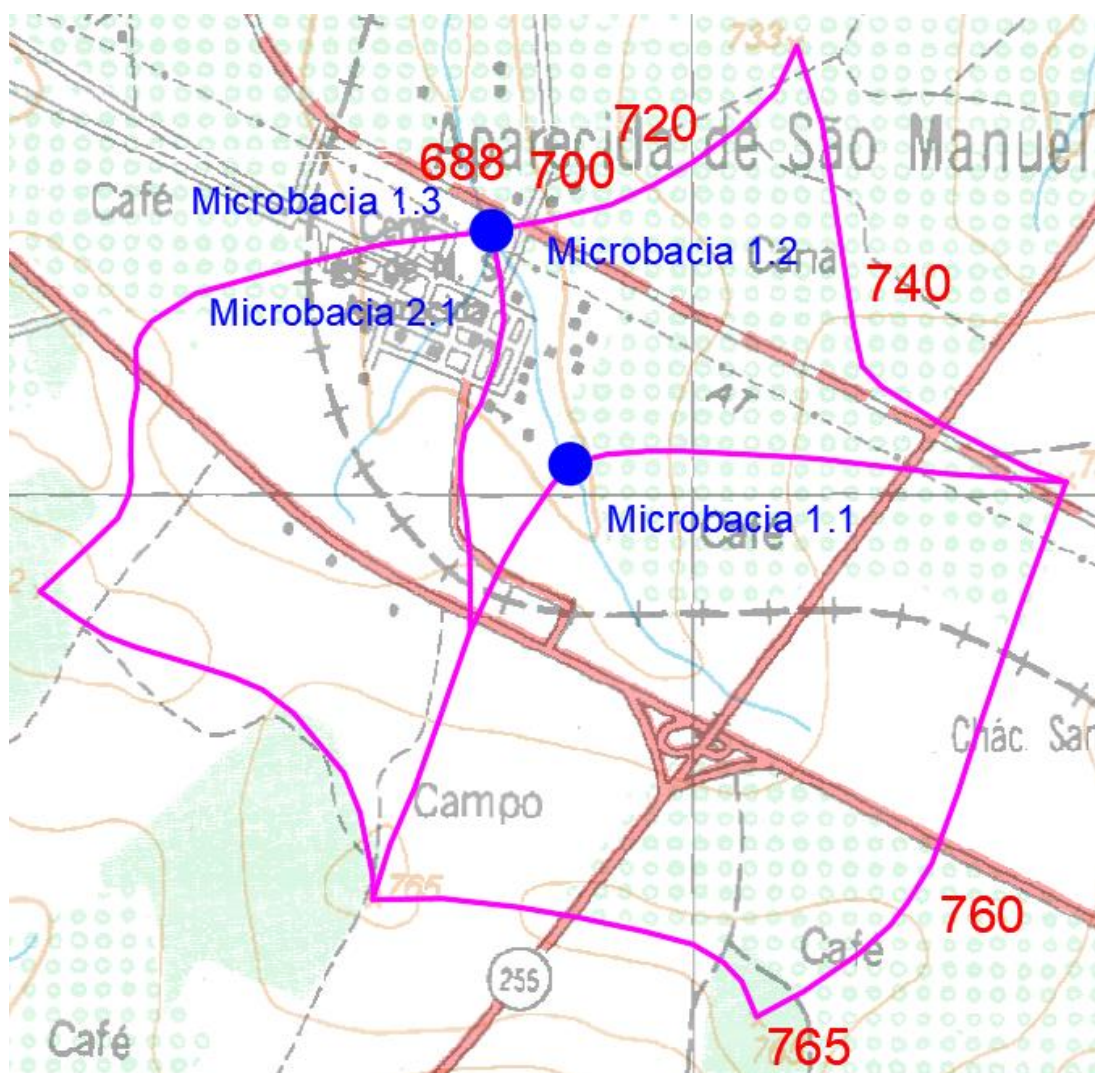 733
720
Aparecida de São Manuel
688 700
Café
Microbacia 1.3
Microbacia 1.2
Cana
740
Microbacia 2.1
AT
Microbacia 1.1
Café
Chác. San
Campo
765
760
Café
255
Café
765